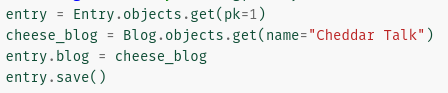 entry = Entry.objects.get(pk=1)
cheese_blog = Blog.objects.get(name="Cheddar Talk")
entry.blog = cheese_blog
entry.save()